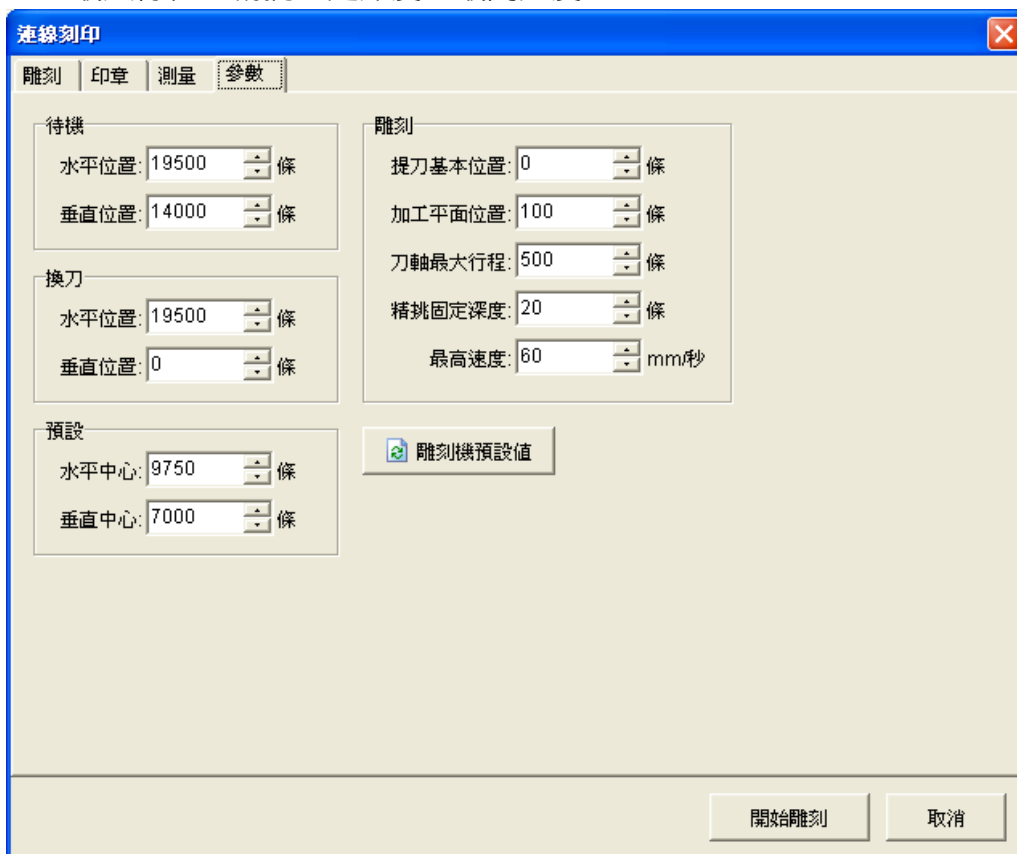 連線刻印
雕刻 印章 測量 參數
待機
水平位置: 19500 條
垂直位置: 14000 條
換刀
水平位置: 19500 條
垂直位置: 0 條
預設
水平中心: 9750 條
垂直中心: 7000 條
雕刻
提刀基本位置: 0 條
加工平面位置: 100 條
刀軸最大行程: 500 條
精挑固定深度: 20 條
最高速度: 60 mm/秒
雕刻機預設值
開始雕刻 取消